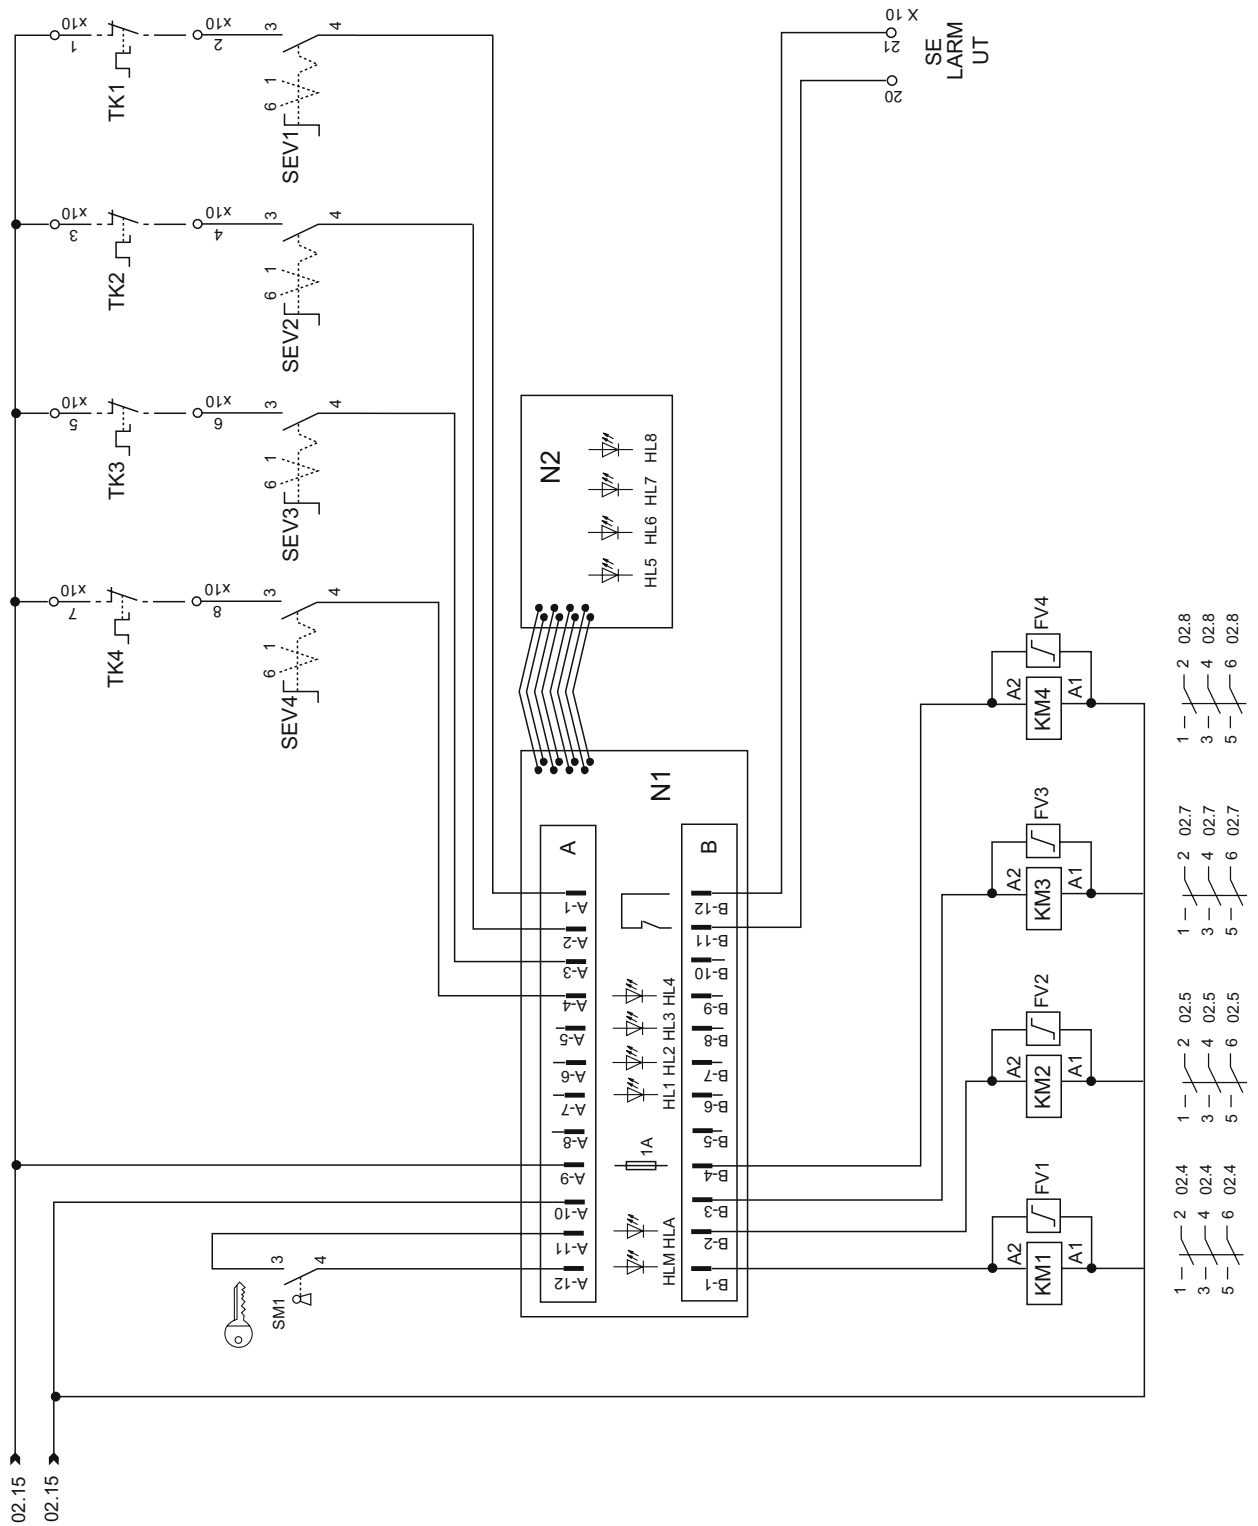 02.15
02.15
x10
1
TK1
x10
2
3
4
1
6
SEV1
x10
3
TK2
x10
4
3
4
1
6
SEV2
x10
5
TK3
x10
6
3
4
1
6
SEV3
x10
7
TK4
x10
8
3
4
1
6
SEV4
SM1
3
4
N2
HL5
HL6
HL7
HL8
N1
A
A-12
A-11
A-10
A-9
A-8
A-7
A-6
A-5
A-4
A-3
A-2
A-1
HLM
HLA
1A
HL1
HL2
HL3
HL4
B
B-1
B-2
B-3
B-4
B-5
B-6
B-7
B-8
B-9
B-10
B-11
B-12
20
21
X 10
SE
LARM
UT
KM1
A2
A1
FV1
KM2
A2
A1
FV2
KM3
A2
A1
FV3
KM4
A2
A1
FV4
1 2 02.4
3 4 02.4
5 6 02.4
1 2 02.5
3 4 02.5
5 6 02.5
1 2 02.7
3 4 02.7
5 6 02.7
1 2 02.8
3 4 02.8
5 6 02.8